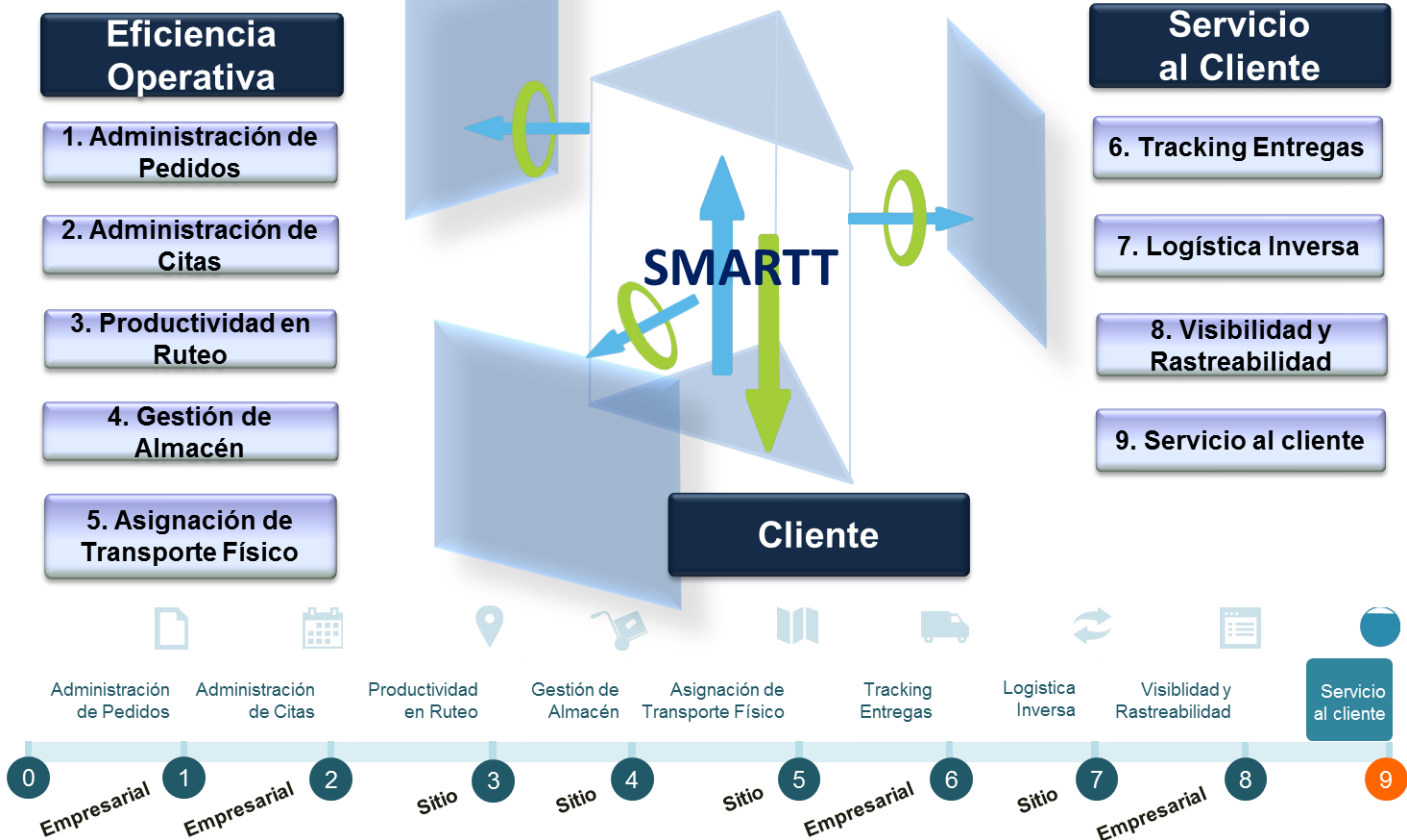 Eficiencia
Operativa
1. Administración de
Pedidos
2. Administración de
Citas
3. Productividad en
Ruteo
4. Gestión de
Almacén
5. Asignación de
Transporte Físico
SMARTT
Cliente
Servicio
al Cliente
6. Tracking Entregas
7. Logística Inversa
8. Visibilidad y
Rastreabilidad
9. Servicio al cliente
Administración
de Pedidos
Administración
de Citas
Productividad
en Ruteo
Gestión de
Almacén
Asignación de
Transporte Físico
Tracking
Entregas
Logistica
Inversa
Visiblidad y
Rastreabilidad
Servicio
al cliente
0
1
2
3
4
5
6
7
8
9
Empresarial
Empresarial
Sitio
Sitio
Sitio
Empresarial
Sitio
Empresarial